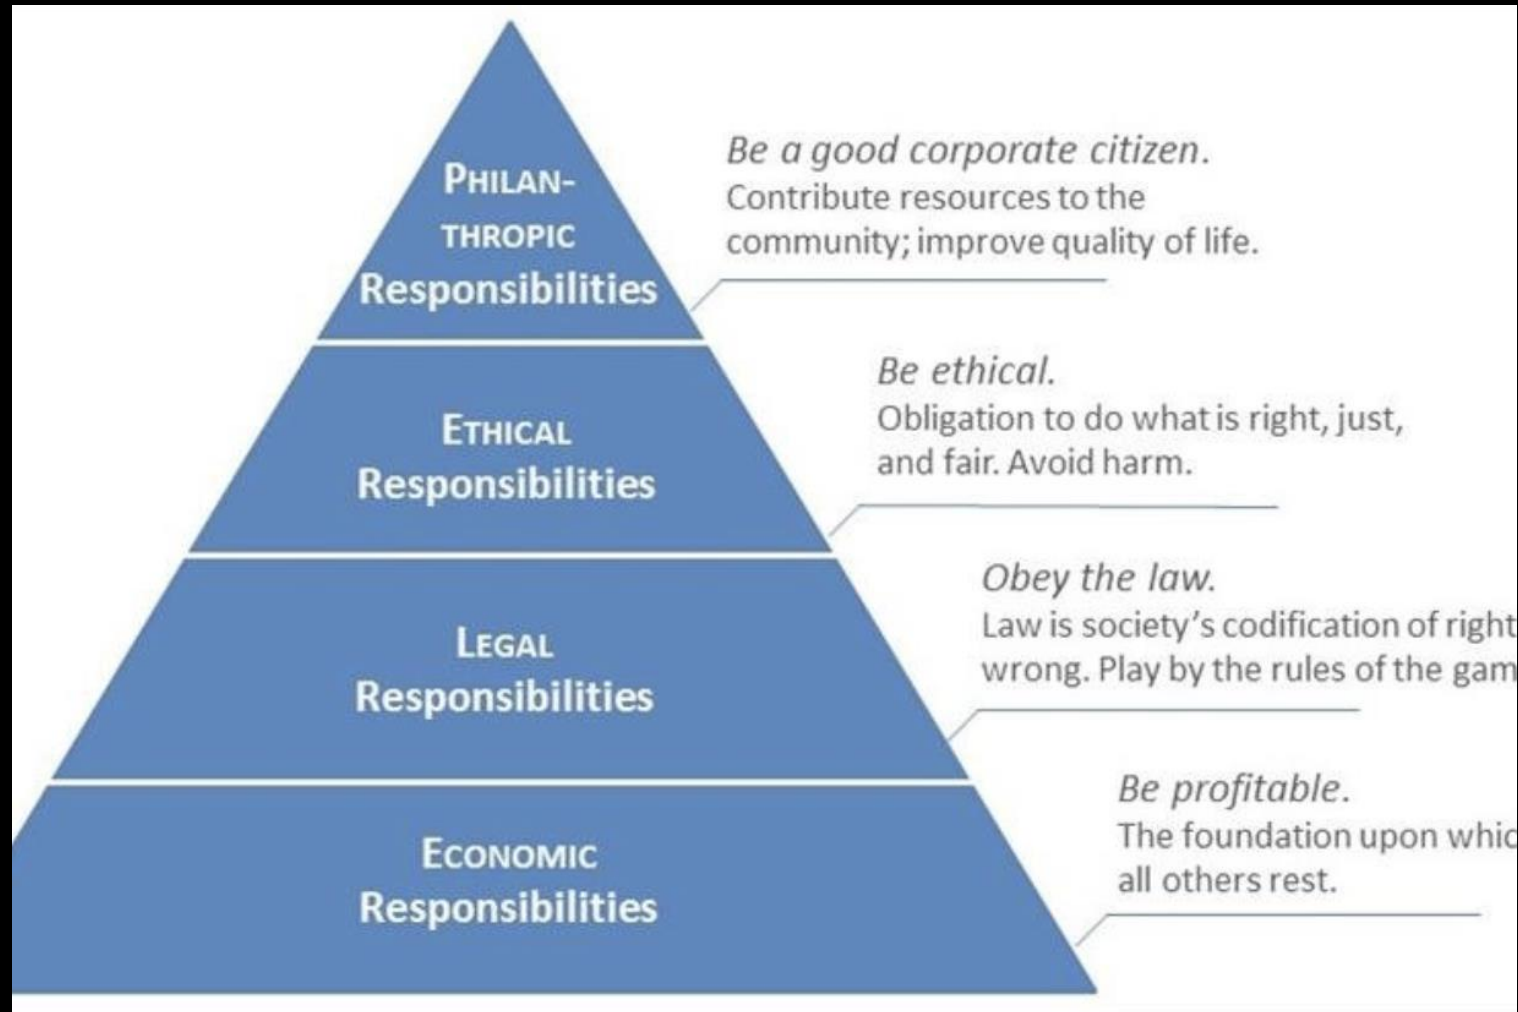 PHILAN-
THROPIC
Responsibilities
Be a good corporate citizen.
Contribute resources to the
community; improve quality of life.
ETHICAL
Responsibilities
Be ethical.
Obligation to do what is right, just,
and fair. Avoid harm.
LEGAL
Responsibilities
Obey the law.
Law is society’s codification of right
wrong. Play by the rules of the gam
ECONOMIC
Responsibilities
Be profitable.
The foundation upon whic
all others rest.